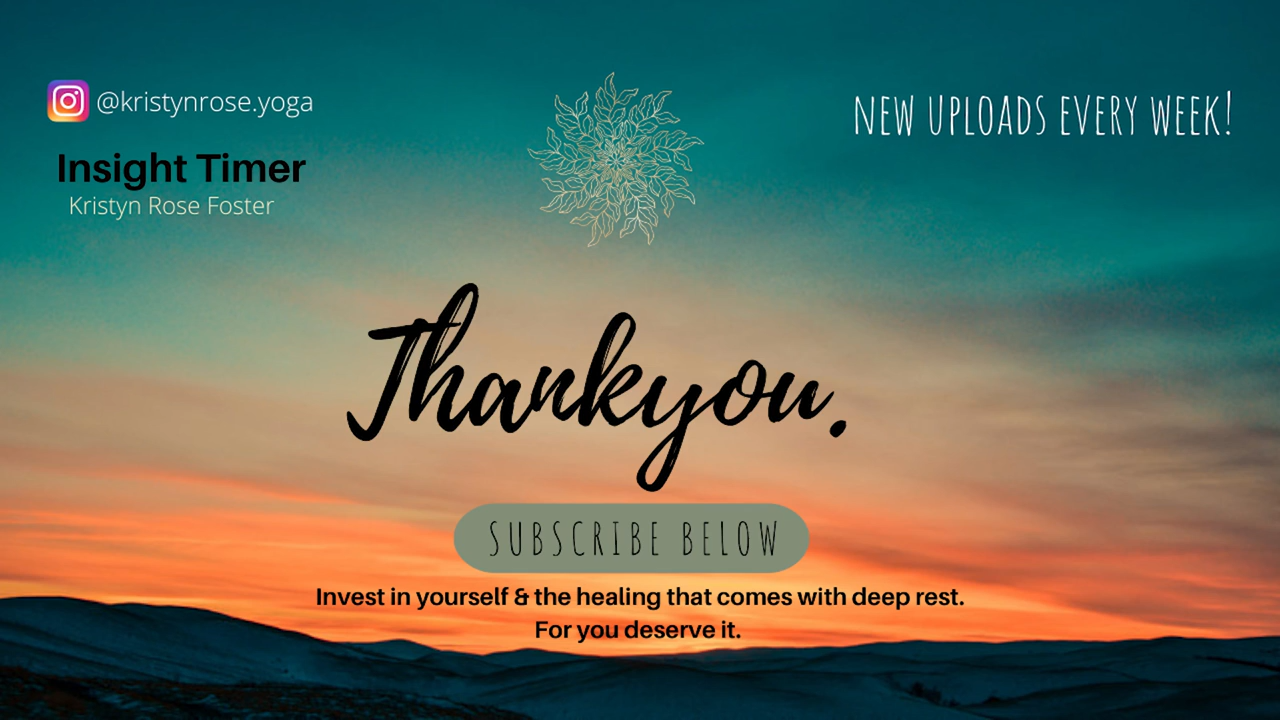 @kristynrose.yoga
Insight Timer
Kristyn Rose Foster
NEW UPLOADS EVERY WEEK!
Thankyou.
SUBSCRIBE BELOW
Invest in yourself & the healing that comes with deep rest.
For you deserve it.